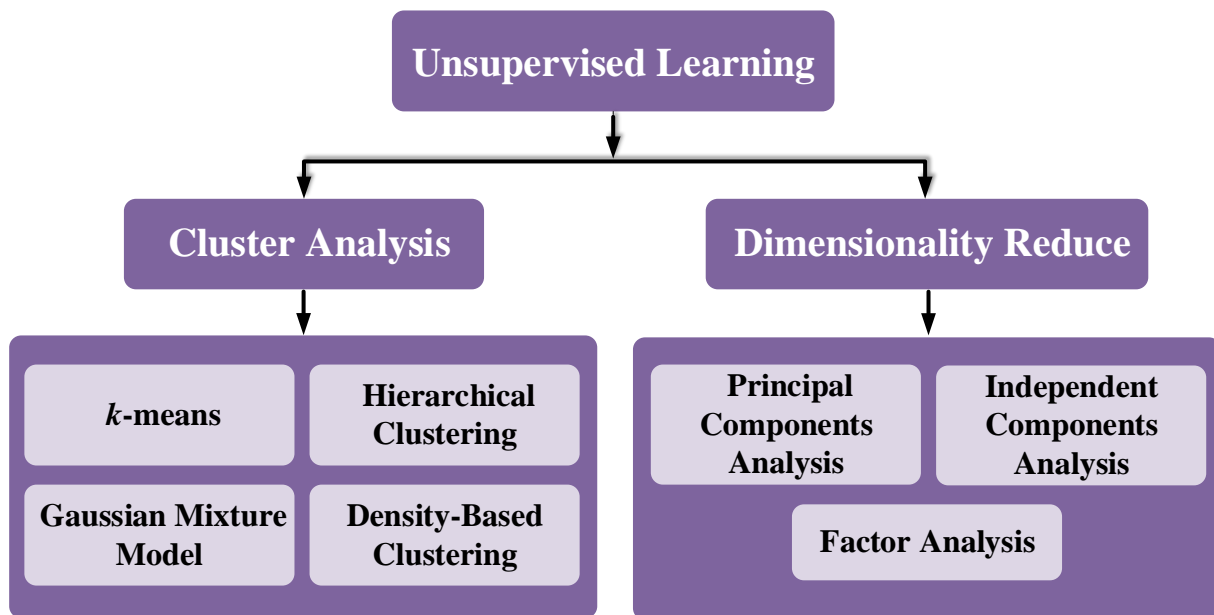 Unsupervised Learning
Cluster Analysis
Dimensionality Reduce
k-means
Hierarchical
Clustering
Gaussian Mixture
Model
Density-Based
Clustering
Principal
Components
Analysis
Independent
Components
Analysis
Factor Analysis